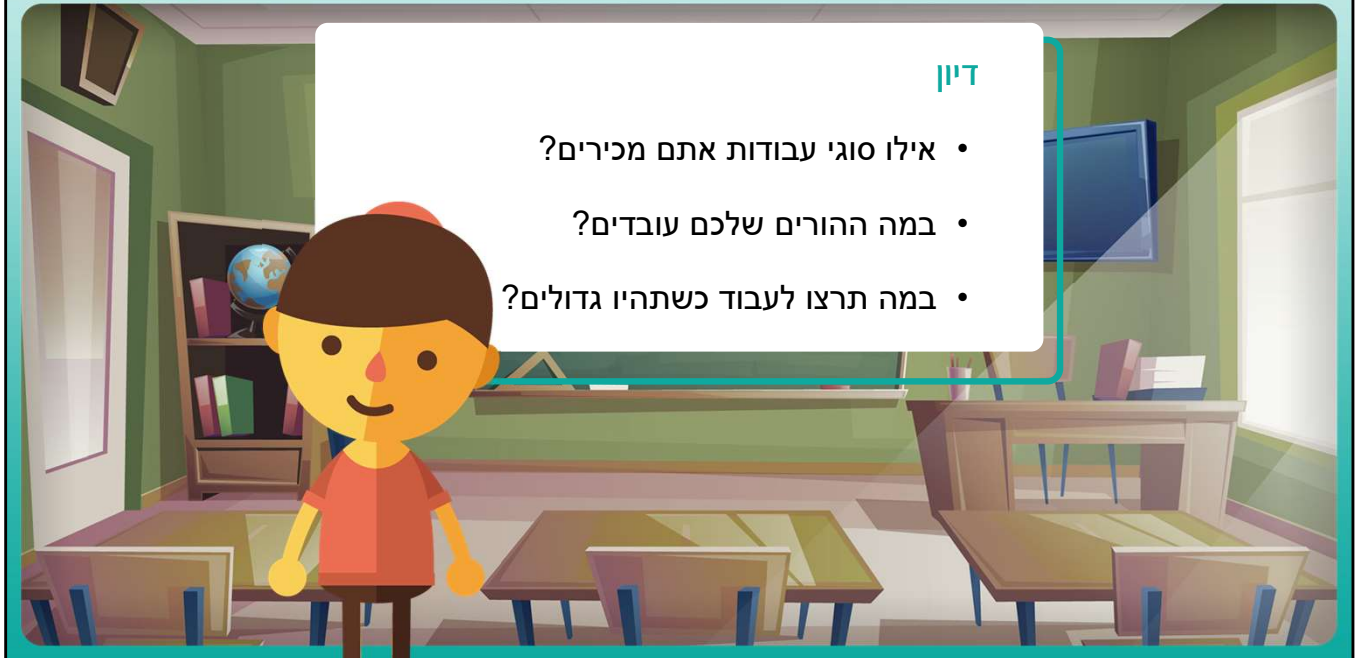 דיון
• אילו סוגי עבודות אתם מכירים?
• במה ההורים שלכם עובדים?
• במה תרצו לעבוד כשתהיו גדולים?